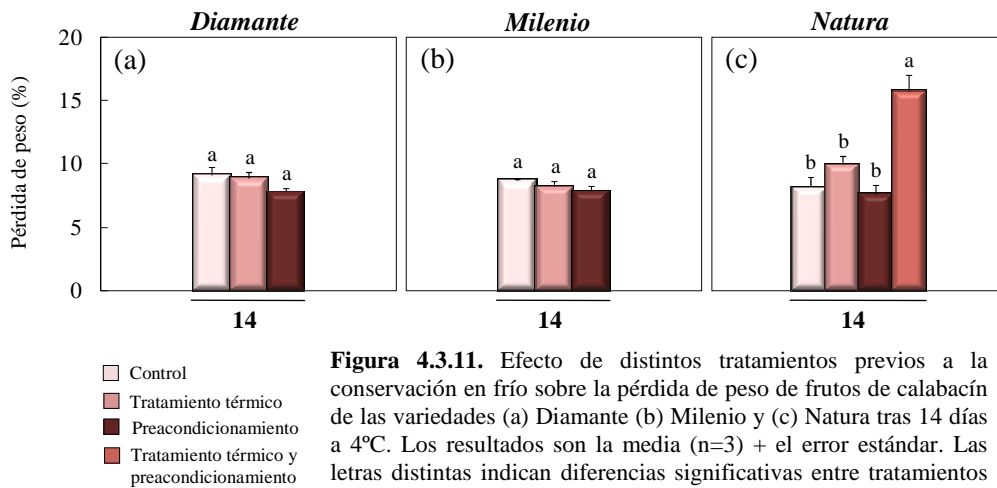 Diamante Milenio Natura
20
15
10
5
0
Pérdida de peso (%)
(a)
a a a
14
(b)
a a a
14
(c)
b b b a
14
Control
Tratamiento térmico
Preacondicionamiento
Tratamiento térmico y
preacondicionamiento
Figura 4.3.11. Efecto de distintos tratamientos previos a la
conservación en frío sobre la pérdida de peso de frutos de calabacín
de las variedades (a) Diamante (b) Milenio y (c) Natura tras 14 días
a 4ºC. Los resultados son la media (n=3) + el error estándar. Las
letras distintas indican diferencias significativas entre tratamientos